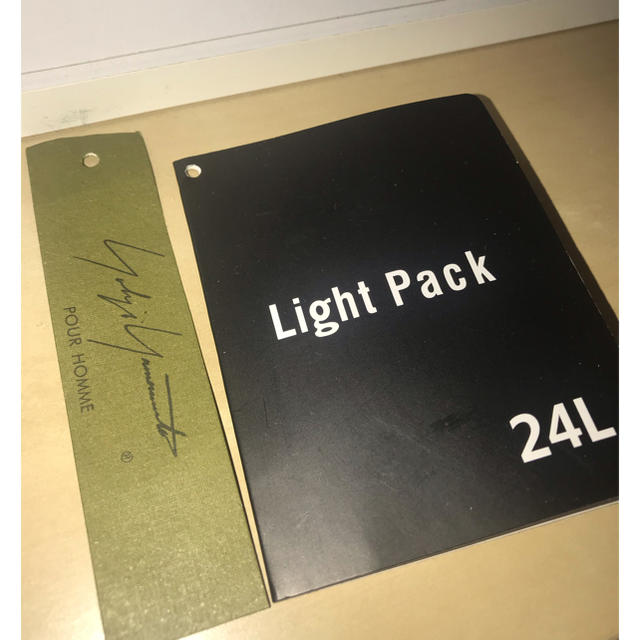 Yohji Yamamoto
POUR HOMME
®
Light Pack
24L